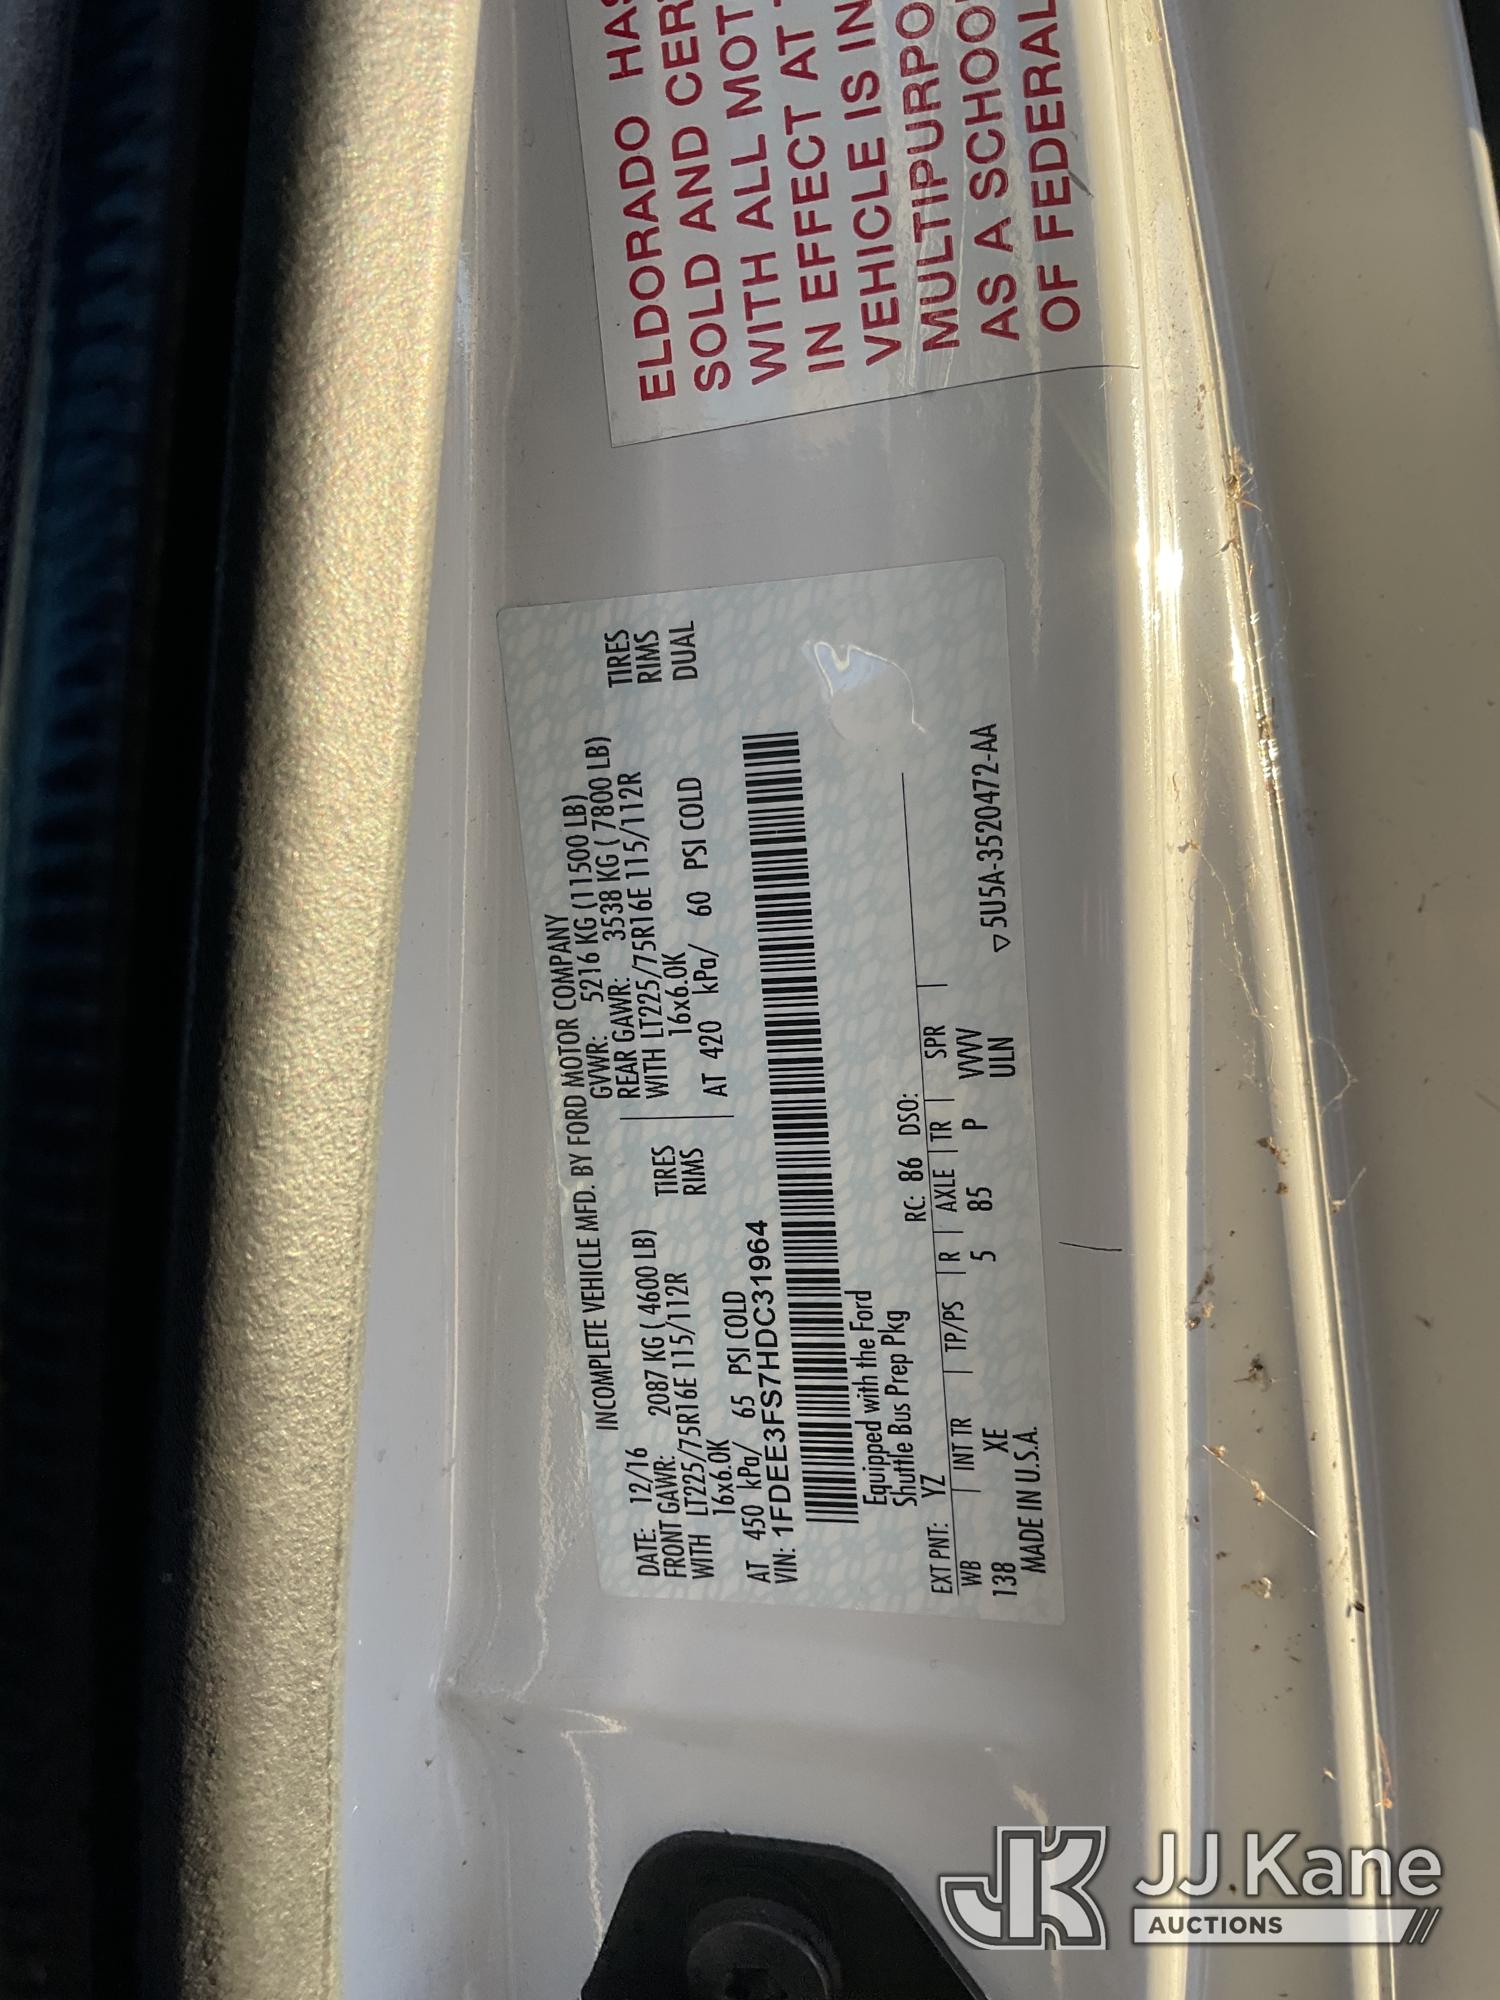 INCOMPLETE VEHICLE MFD. BY FORD MOTOR COMPANY
DATE: 12/16 GVWR: 5216 KG (11500 LB)
FRONT GAWR: 2087 KG ( 4600 LB) REAR GAWR: 3538 KG ( 7800 LB)
WITH LT225/75R16E 115/112R TIRES WITH LT225/75R16E 115/112R TIRES
16x6.0K RIMS 16x6.0K RIMS
AT 450 kPa/ 65 PSI COLD AT 420 kPa/ 60 PSI COLD DUAL
VIN: 1FDEE3FS7HDC31964
Equipped with the Ford
Shuttle Bus Prep Pkg
EXT PNT: YZ RC: 86 DSO:
WB INT TR TP/PS R AXLE TR SPR
138 XE 5 85 P VVVV
MADE IN U.S.A. ULN
▽5U5A-3520472-AA
ELDORADO HAS
SOLD AND CER
WITH ALL MOT
IN EFFECT AT
VEHICLE IS IN
MULTIPURPO
AS A SCHOO
OF FEDERAL
JK JJ Kane
AUCTIONS